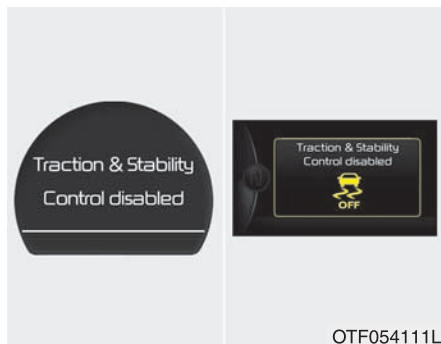 Traction & Stability
Control disabled
Traction & Stability
Control disabled
OFF
OTF054111L